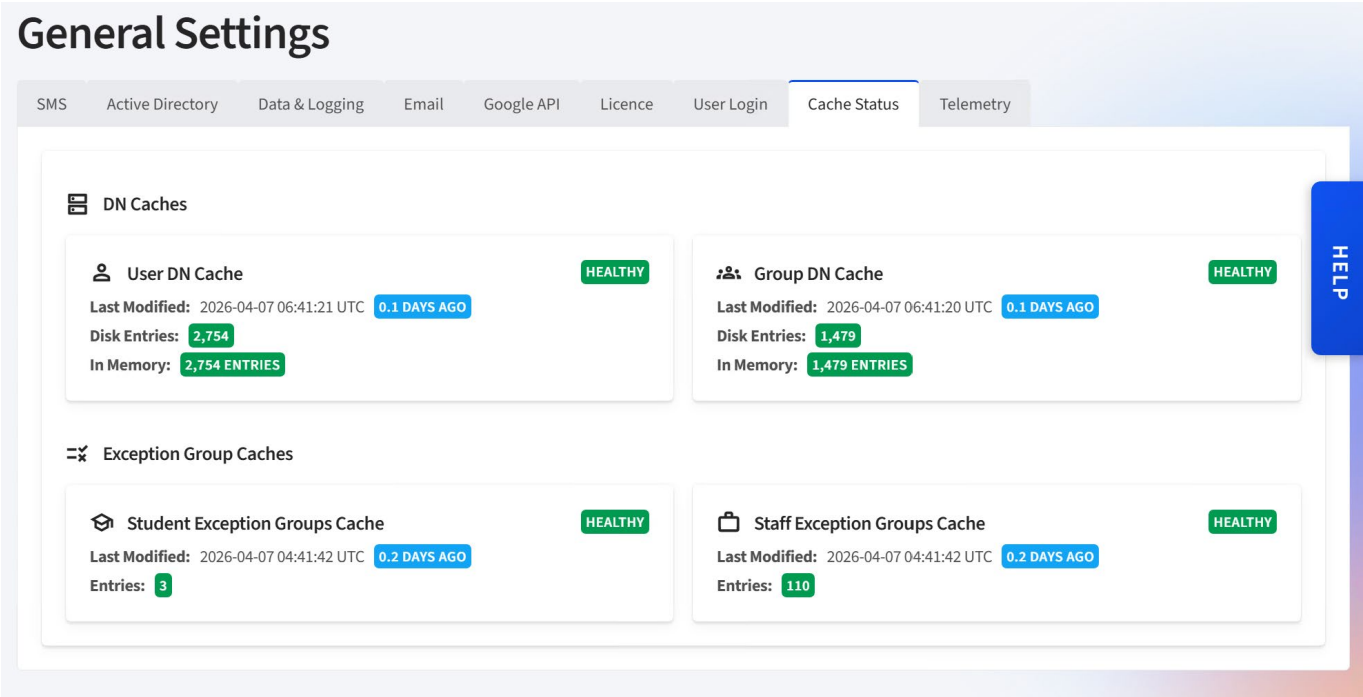 General Settings
SMS Active Directory Data & Logging Email Google API Licence User Login Cache Status Telemetry
DN Caches
User DN Cache HEALTHY
Last Modified: 2026-04-07 06:41:21 UTC 0.1 DAYS AGO
Disk Entries: 2,754
In Memory: 2,754 ENTRIES
Group DN Cache HEALTHY
Last Modified: 2026-04-07 06:41:20 UTC 0.1 DAYS AGO
Disk Entries: 1,479
In Memory: 1,479 ENTRIES
Exception Group Caches
Student Exception Groups Cache HEALTHY
Last Modified: 2026-04-07 04:41:42 UTC 0.2 DAYS AGO
Entries: 3
Staff Exception Groups Cache HEALTHY
Last Modified: 2026-04-07 04:41:42 UTC 0.2 DAYS AGO
Entries: 110
HELP